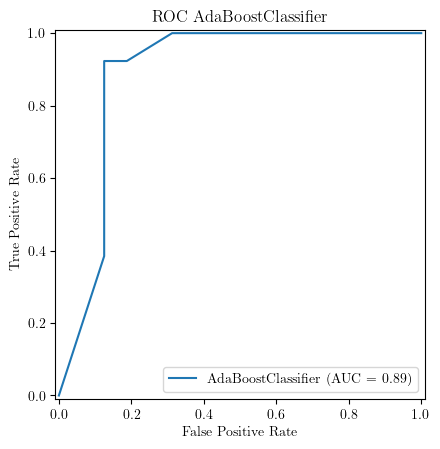 ROC AdaBoostClassifier
True Positive Rate
1.0
0.8
0.6
0.4
0.2
0.0
AdaBoostClassifier (AUC = 0.89)
0.0 0.2 0.4 0.6 0.8 1.0
False Positive Rate